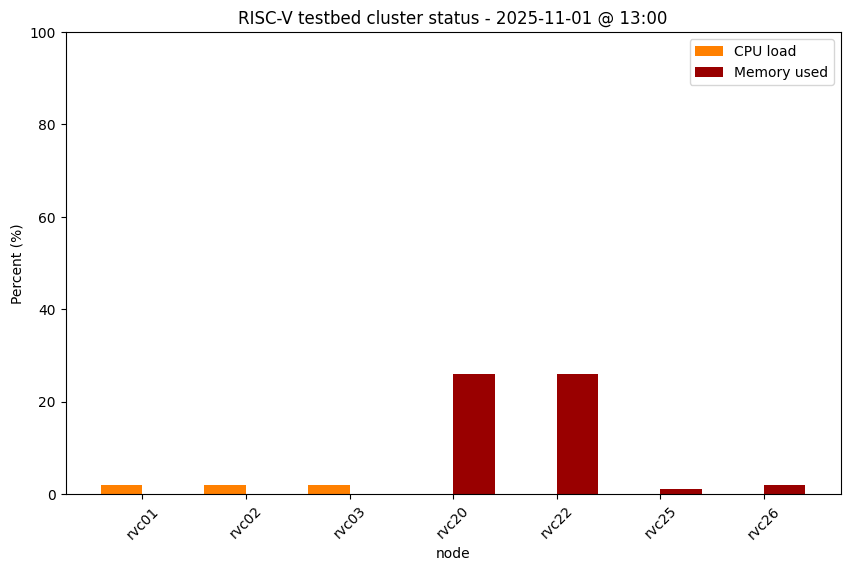 RISC-V testbed cluster status - 2025-11-01 @ 13:00
CPU load
Memory used
Percent (%)
100
80
60
40
20
0
rvc01
rvc02
rvc03
rvc20
rvc22
rvc25
rvc26
node